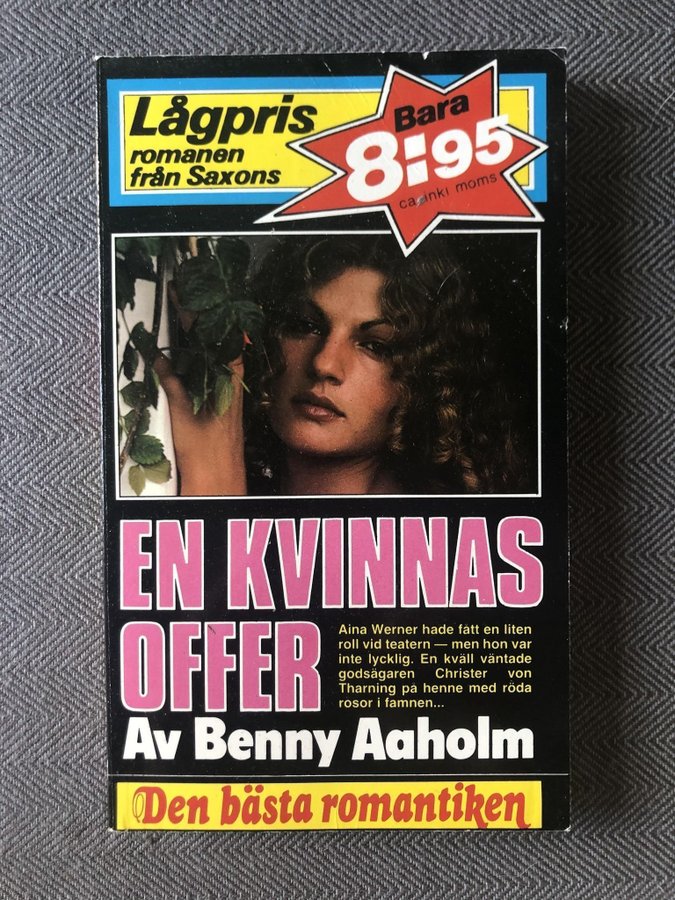 Lågpris
romanen
från Saxons
Bara
8:95
ca inkl moms
EN KVINNAS
OFFER
Aina Werner hade fått en liten
roll vid teatern — men hon var
inte lycklig. En kväll väntade
godsägaren Christer von
Tharning på henne med röda
rosor i famnen...
Av Benny Aaholm
Den bästa romantiken